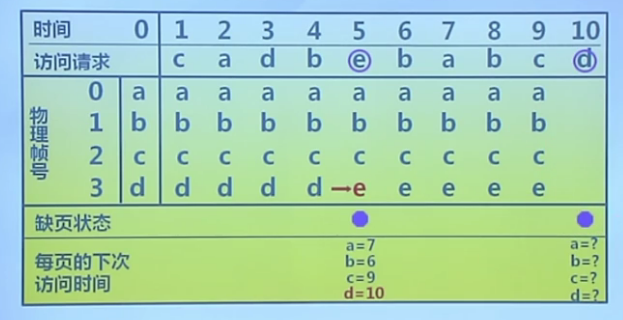 时间 0 1 2 3 4 5 6 7 8 9 10
访问请求 c a d b e b a b c d
物理帧号
0 a a a a a a a a a a
1 b b b b b b b b b b
2 c c c c c c c c c c
3 d d d d d →e e e e e
缺页状态
每页的下次
访问时间
a=7
b=6
c=9
d=10
a=?
b=?
c=?
d=?